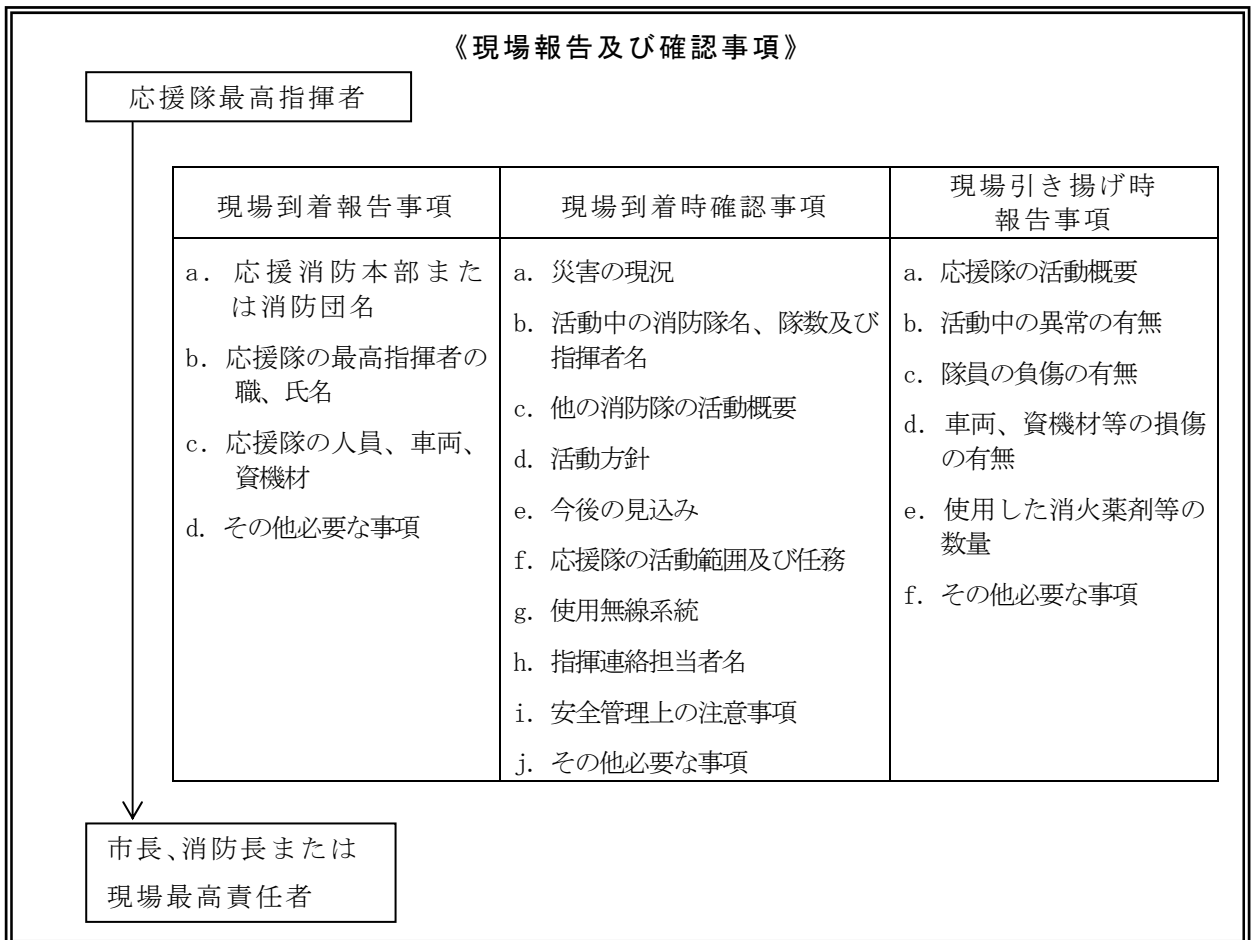 《現場報告及び確認事項》
応援隊最高指揮者
現場到着報告事項
a. 応援消防本部また
は消防団名
b. 応援隊の最高指揮者の
職、氏名
c. 応援隊の人員、車両、
資機材
d. その他必要な事項
現場到着時確認事項
a. 災害の現況
b. 活動中の消防隊名、隊数及び
指揮者名
c. 他の消防隊の活動概要
d. 活動方針
e. 今後の見込み
f. 応援隊の活動範囲及び任務
g. 使用無線系統
h. 指揮連絡担当者名
i. 安全管理上の注意事項
j. その他必要な事項
現場引き揚げ時
報告事項
a. 応援隊の活動概要
b. 活動中の異常の有無
c. 隊員の負傷の有無
d. 車両、資機材等の損傷
の有無
e. 使用した消火薬剤等の
数量
f. その他必要な事項
市長、消防長または
現場最高責任者